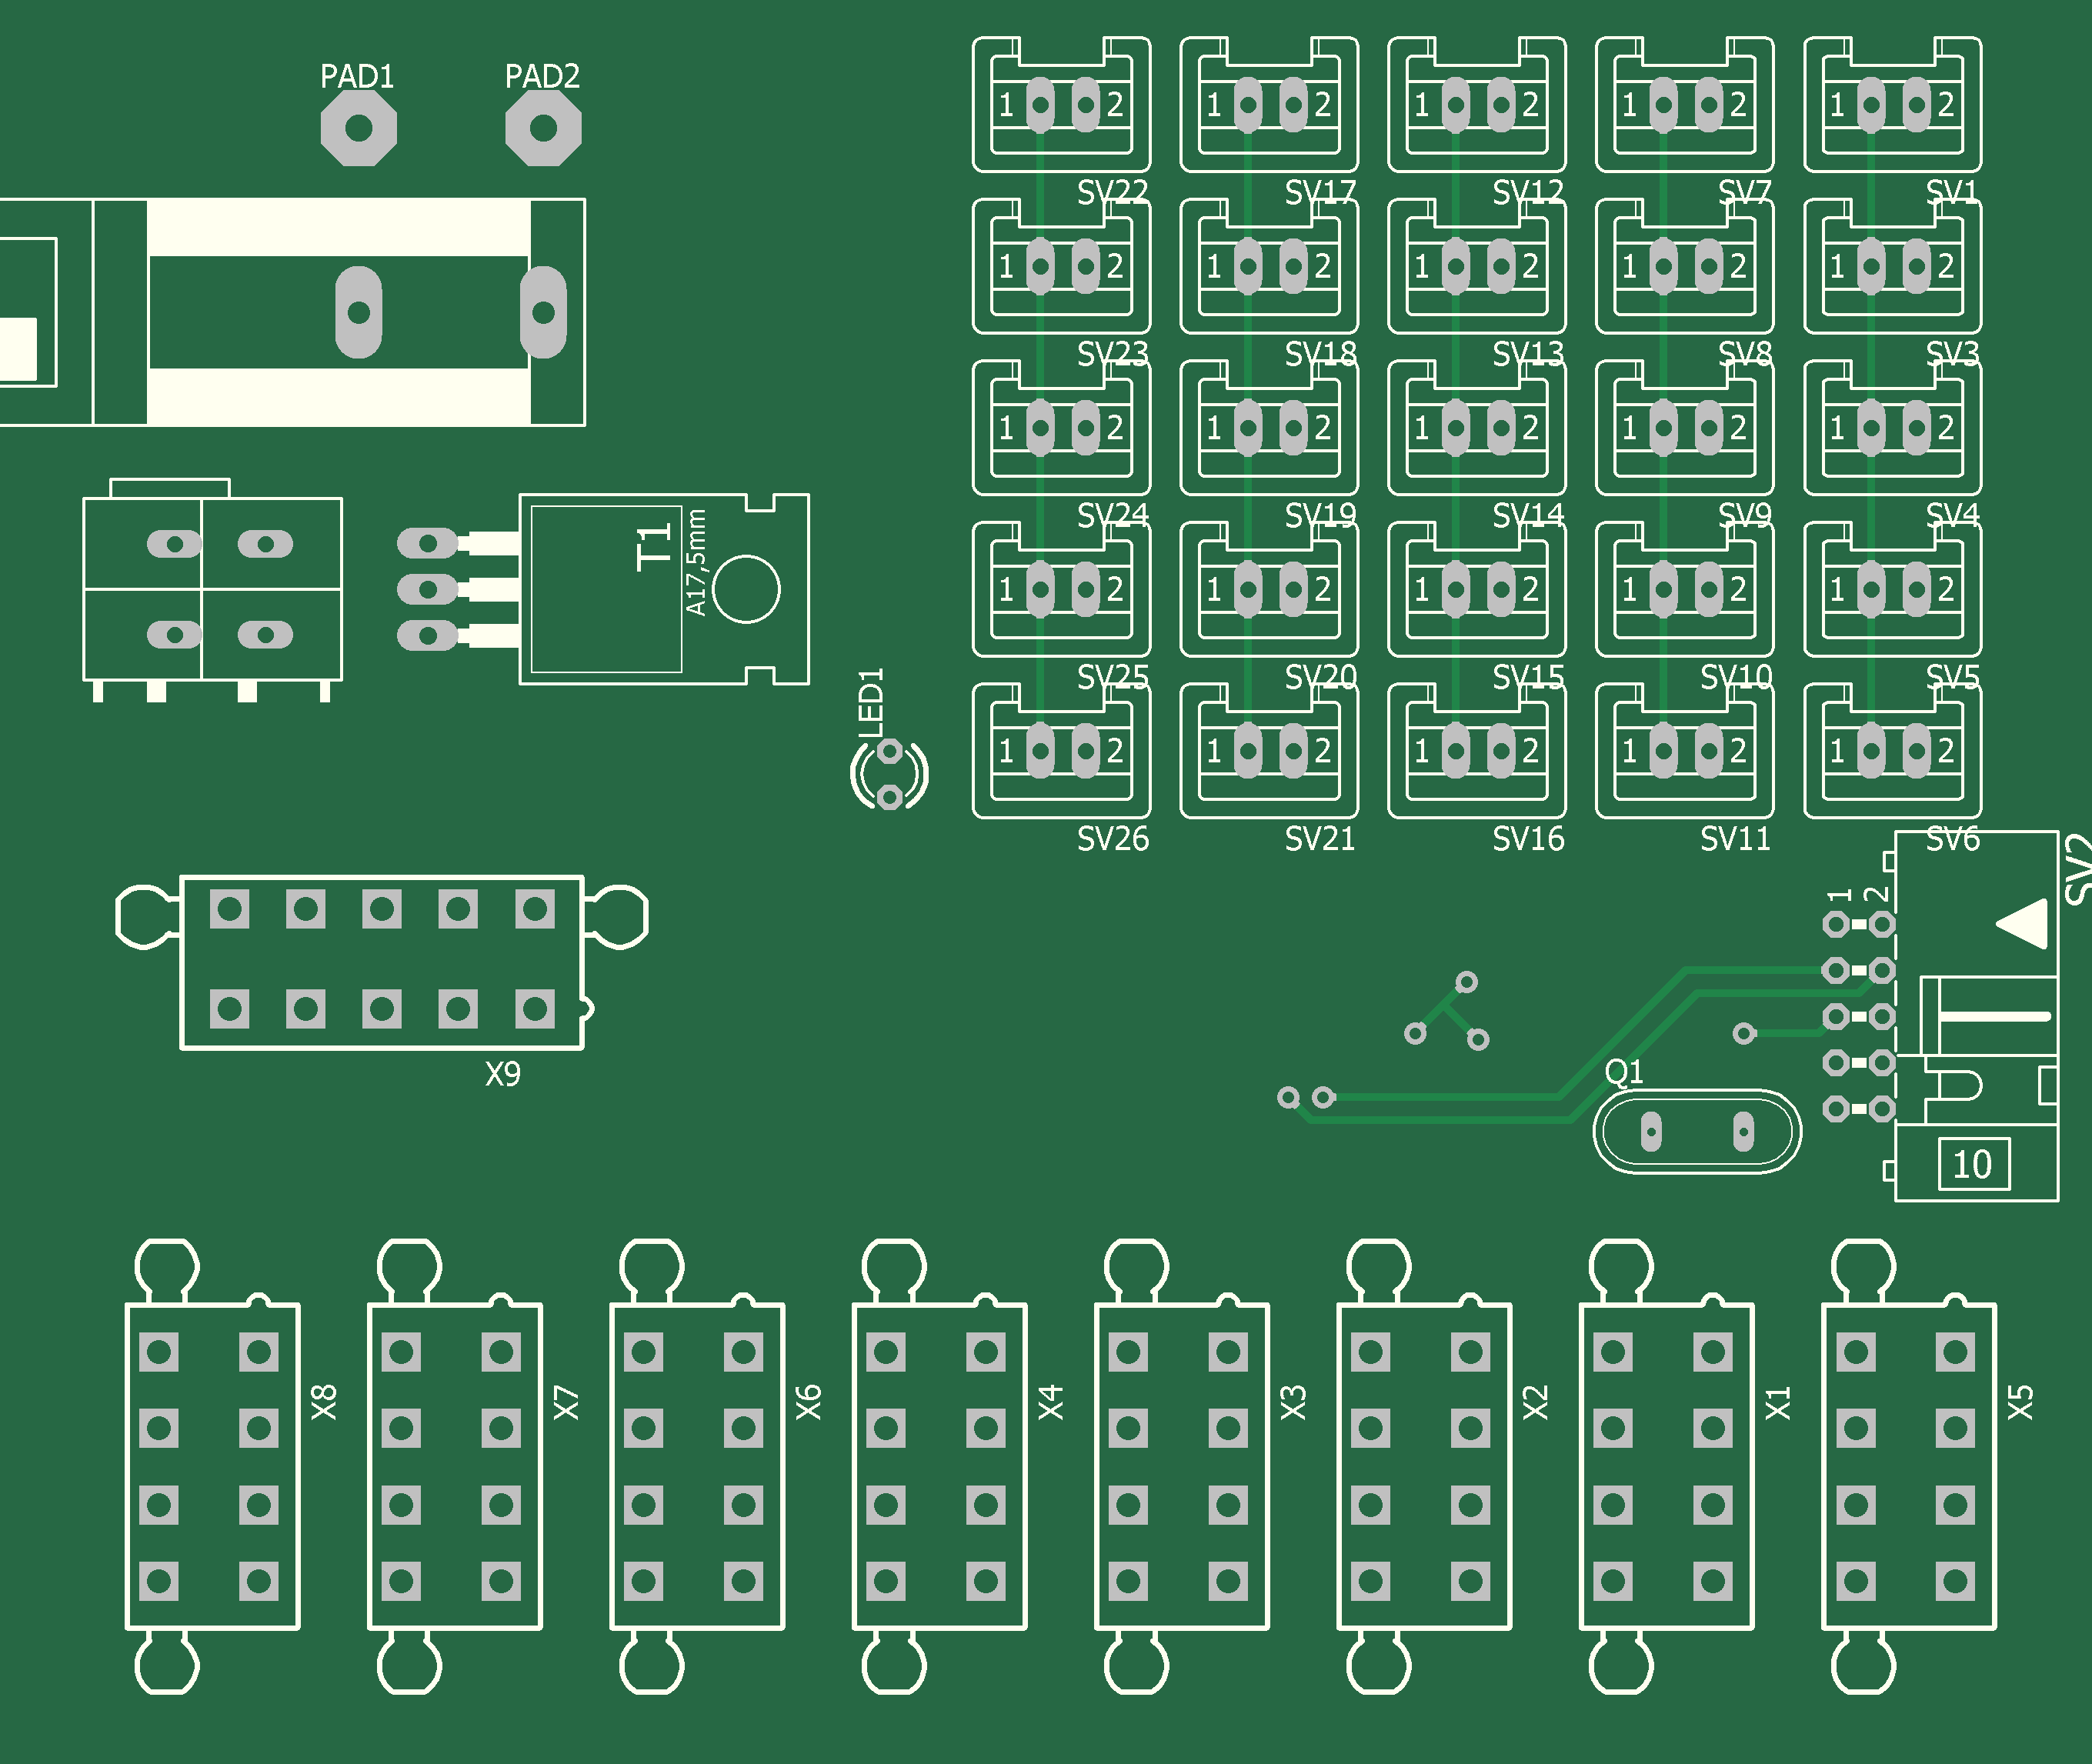 PAD1 PAD2
1 2 1 2 1 2 1 2 1 2
SV22 SV17 SV12 SV7 SV1
1 2 1 2 1 2 1 2 1 2
SV23 SV18 SV13 SV8 SV3
1 2 1 2 1 2 1 2 1 2
SV24 SV19 SV14 SV9 SV4
T1
A17,5mm
1 2 1 2 1 2 1 2 1 2
SV25 SV20 SV15 SV10 SV5
LED1
1 2 1 2 1 2 1 2 1 2
SV26 SV21 SV16 SV11 SV6
SV2
1 2
X9
Q1
10
X8 X7 X6 X4 X3 X2 X1 X5